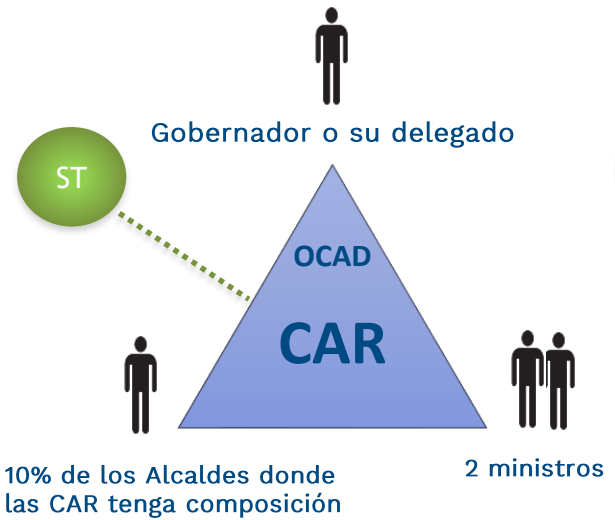 Gobernador o su delegado
ST
OCAD
CAR
10% de los Alcaldes donde
las CAR tenga composición
2 ministros